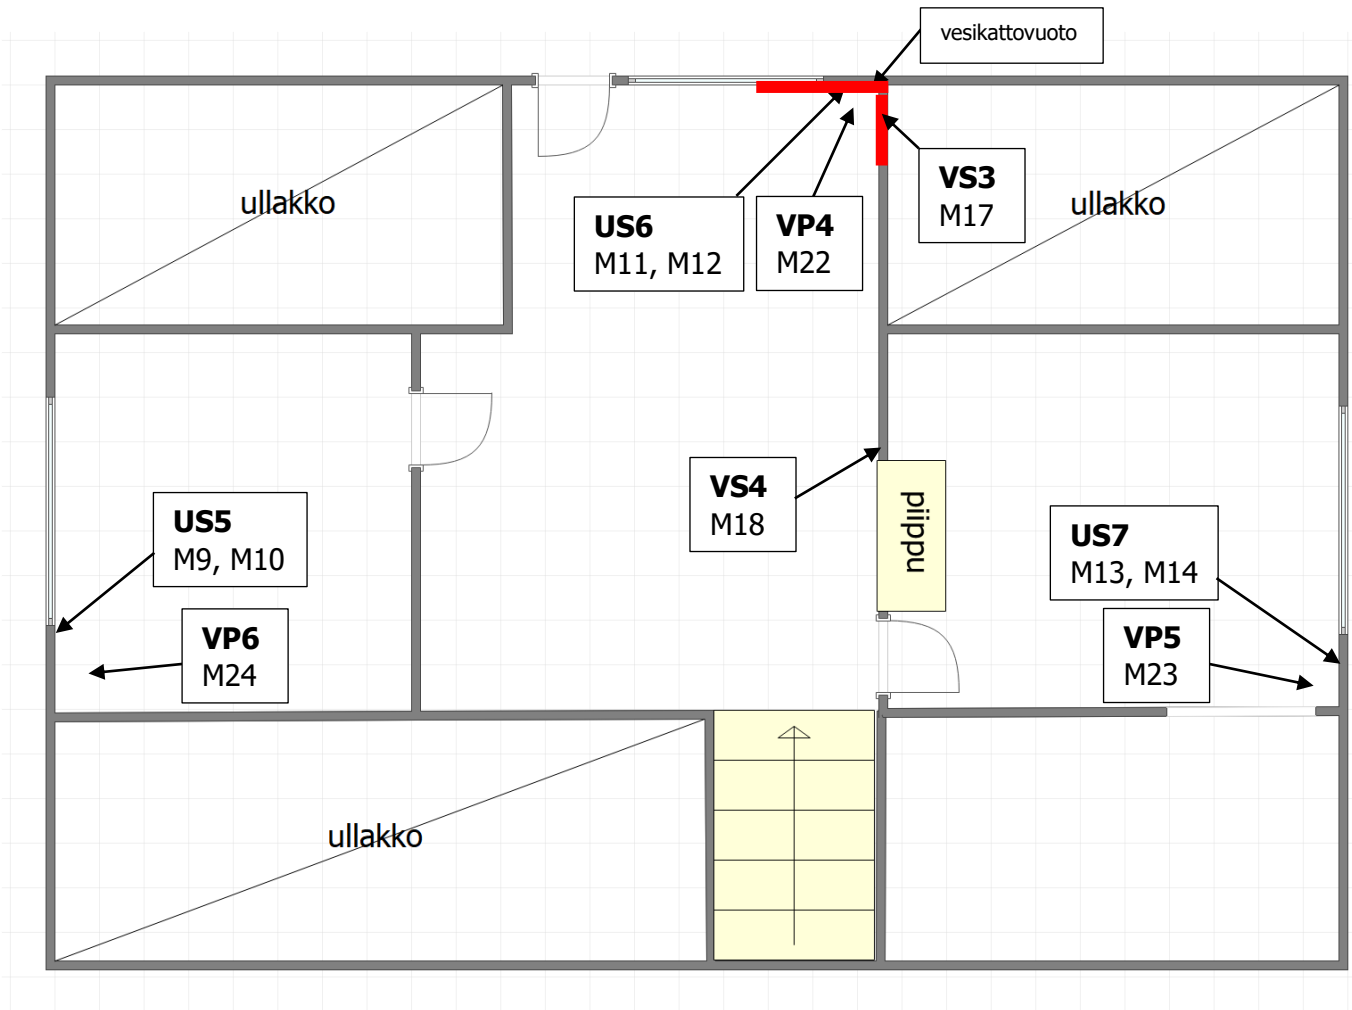 vesikattovuoto
ullakko
US6
M11, M12
VP4
M22
VS3
M17
ullakko
VS4
M18
piippu
US5
M9, M10
US7
M13, M14
VP6
M24
VP5
M23
ullakko